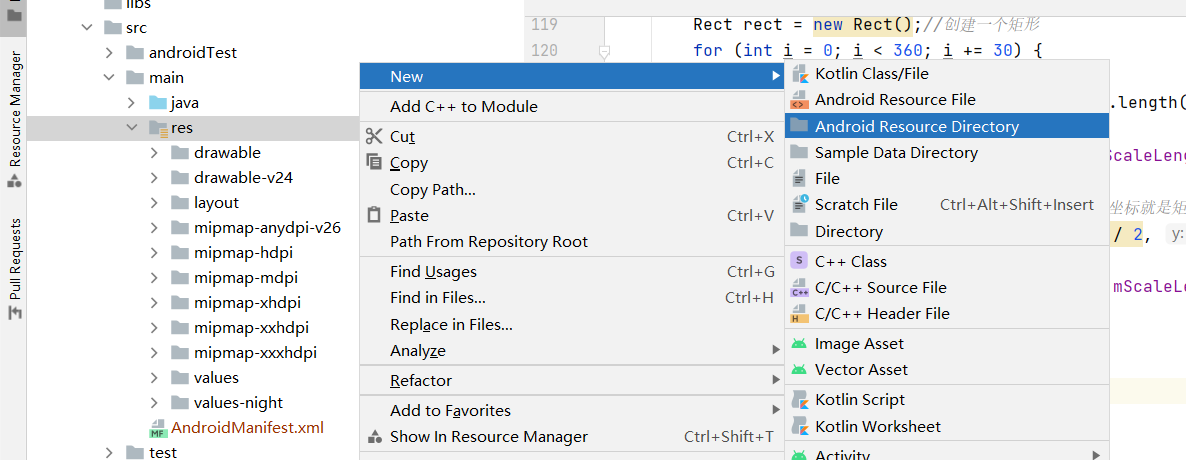 libs
src
androidTest
main
java
res
drawable
drawable-v24
layout
mipmap-anydpi-v26
mipmap-hdpi
mipmap-mdpi
mipmap-xhdpi
mipmap-xxhdpi
mipmap-xxxhdpi
values
values-night
MF AndroidManifest.xml
test
Resource Manager
Pull Requests
119 Rect rect = new Rect();//创建一个矩形
120 for (int i = 0; i < 360; i += 30) {
.length(
ScaleLeng
坐标就是矩
/ 2, y:
mScaleLe
New
Add C++ to Module
Cut Ctrl+X
Copy Ctrl+C
Copy Path...
Paste Ctrl+V
Path From Repository Root
Find Usages Ctrl+G
Find in Files... Ctrl+H
Replace in Files...
Analyze
Refactor
Add to Favorites
Show In Resource Manager Ctrl+Shift+T
Kotlin Class/File
Android Resource File
Android Resource Directory
Sample Data Directory
File
Scratch File Ctrl+Alt+Shift+Insert
Directory
S C++ Class
C++ C/C++ Source File
H C/C++ Header File
Image Asset
Vector Asset
Kotlin Script
Kotlin Worksheet
Activity